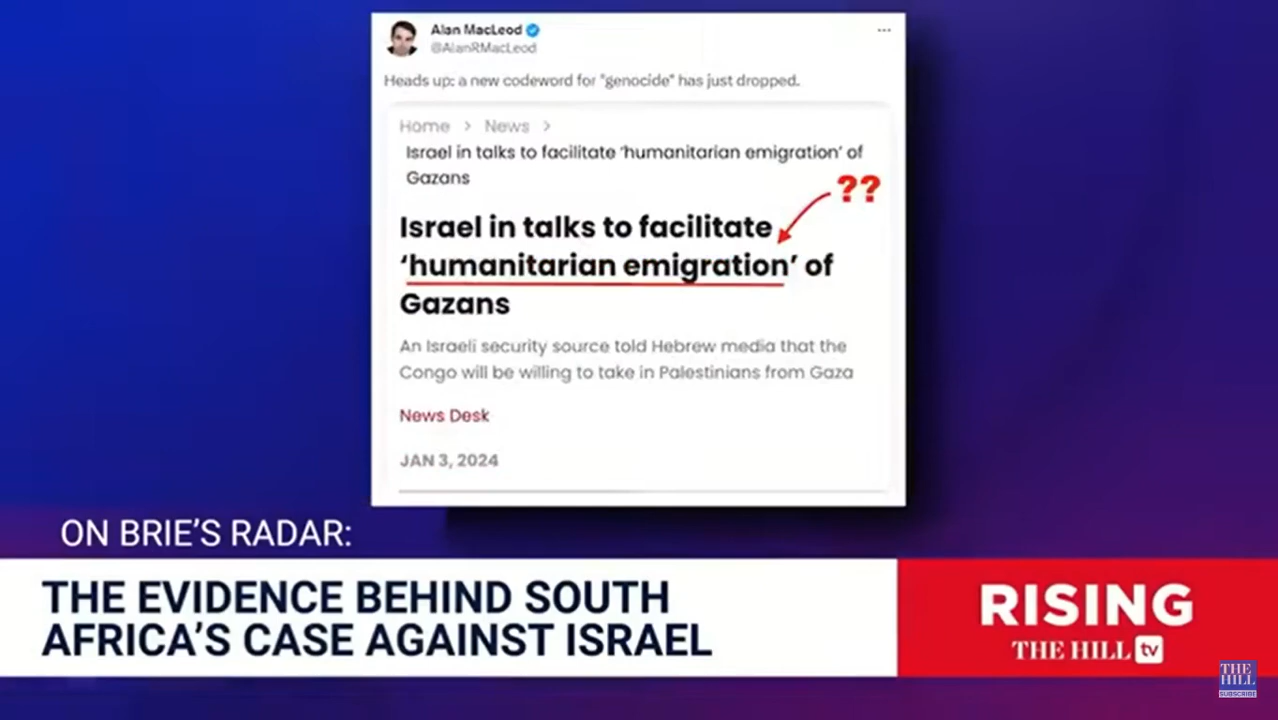 Alan MacLeod
@AlanRMacLeod
Heads up: a new codeword for "genocide" has just dropped.
Home > News >
Israel in talks to facilitate 'humanitarian emigration' of
Gazans
??
Israel in talks to facilitate
'humanitarian emigration' of
Gazans
An Israeli security source told Hebrew media that the
Congo will be willing to take in Palestinians from Gaza
News Desk
JAN 3, 2024
ON BRIE'S RADAR:
THE EVIDENCE BEHIND SOUTH
AFRICA'S CASE AGAINST ISRAEL
RISING
THE HILL tv
THE
HILL
SUBSCRIBE